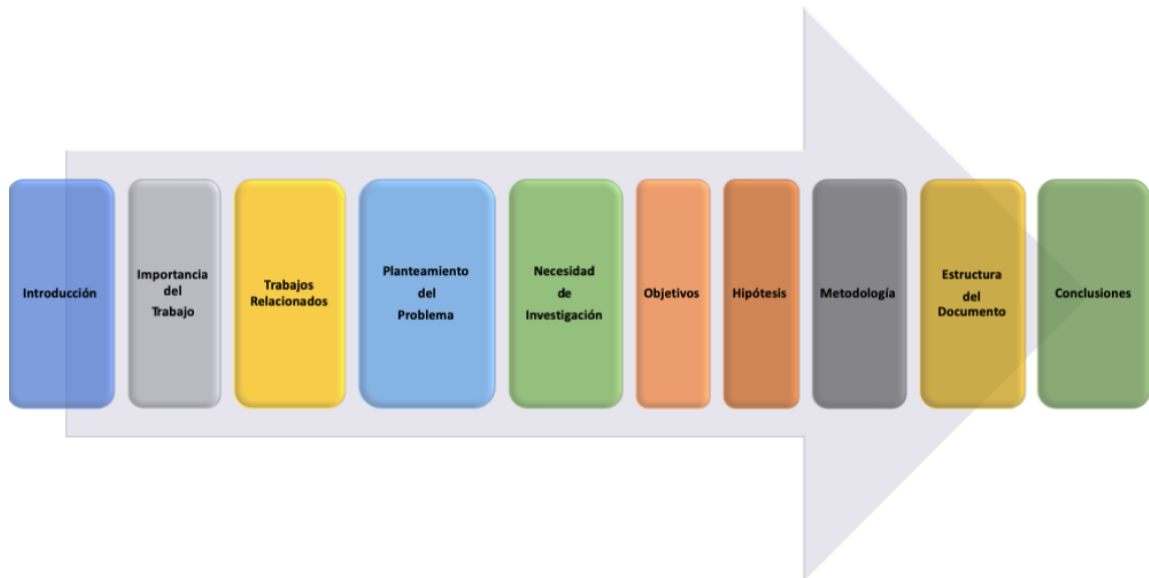 Introducción
Importancia
del
Trabajo
Trabajos
Relacionados
Planteamiento
del
Problema
Necesidad
de
Investigación
Objetivos
Hipótesis
Metodología
Estructura
del
Documento
Conclusiones